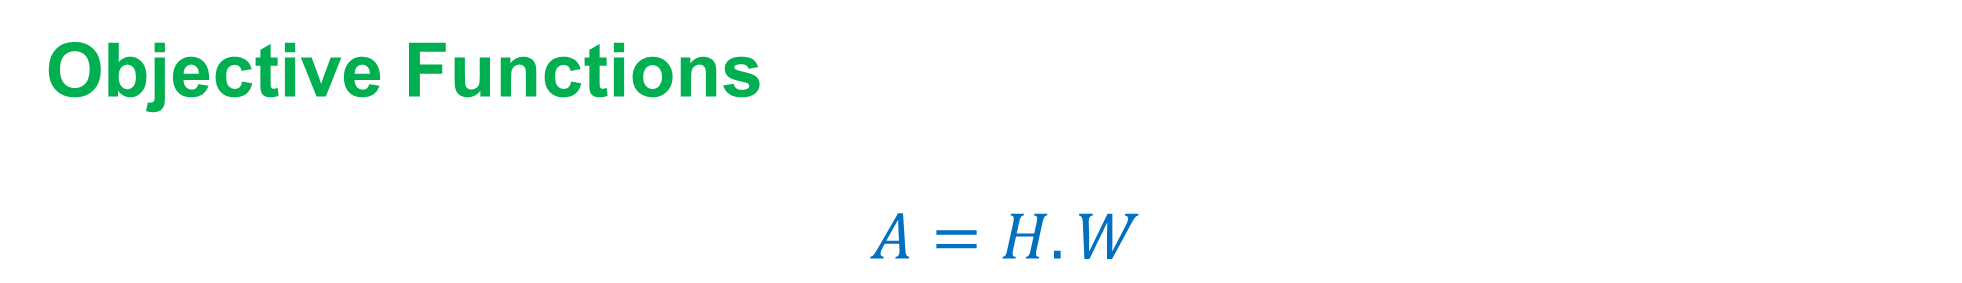 Objective Functions
A = H.W